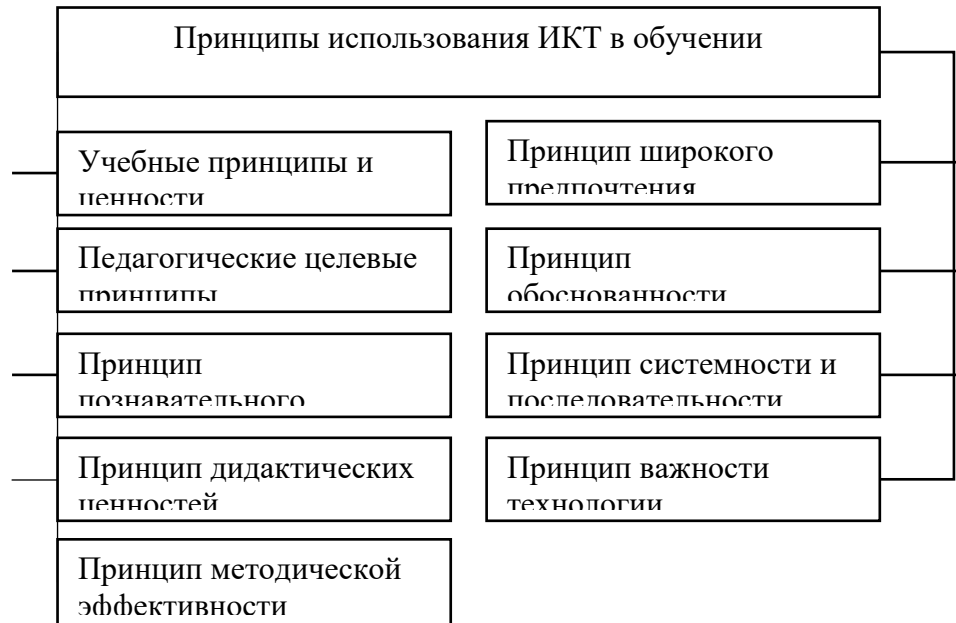 Принципы использования ИКТ в обучении
Учебные принципы и
ценности
Педагогические целевые
принципы
Принцип
познавательного
Принцип дидактических
ценностей
Принцип методической
эффективности
Принцип широкого
предпочтения
Принцип
обоснованности
Принцип системности и
последовательности
Принцип важности
технологии